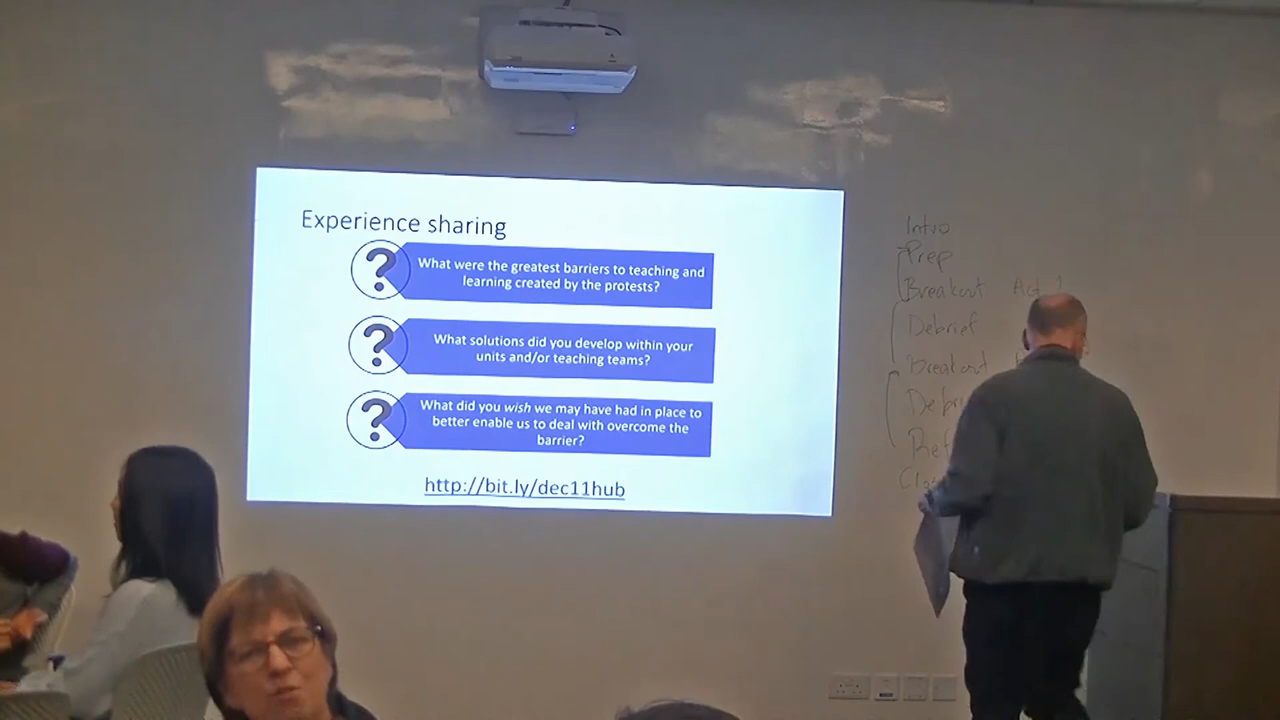 Experience sharing
What were the greatest barriers to teaching and
learning created by the protests?
What solutions did you develop within your
units and/or teaching teams?
What did you wish we may have had in place to
better enable us to deal with overcome the
barrier?
http://bit.ly/dec11hub
Intro
Prep
Breakout Act
Debrief
Breakout